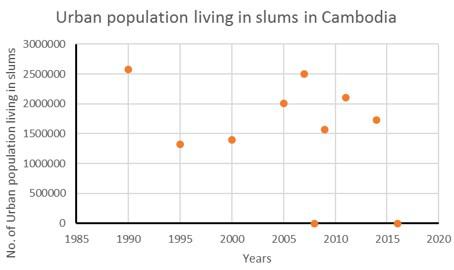 Urban population living in slums in Cambodia
No. of Urban population living in slums
3000000
2500000
2000000
1500000
1000000
500000
0
1985 1990 1995 2000 2005 2010 2015 2020
Years